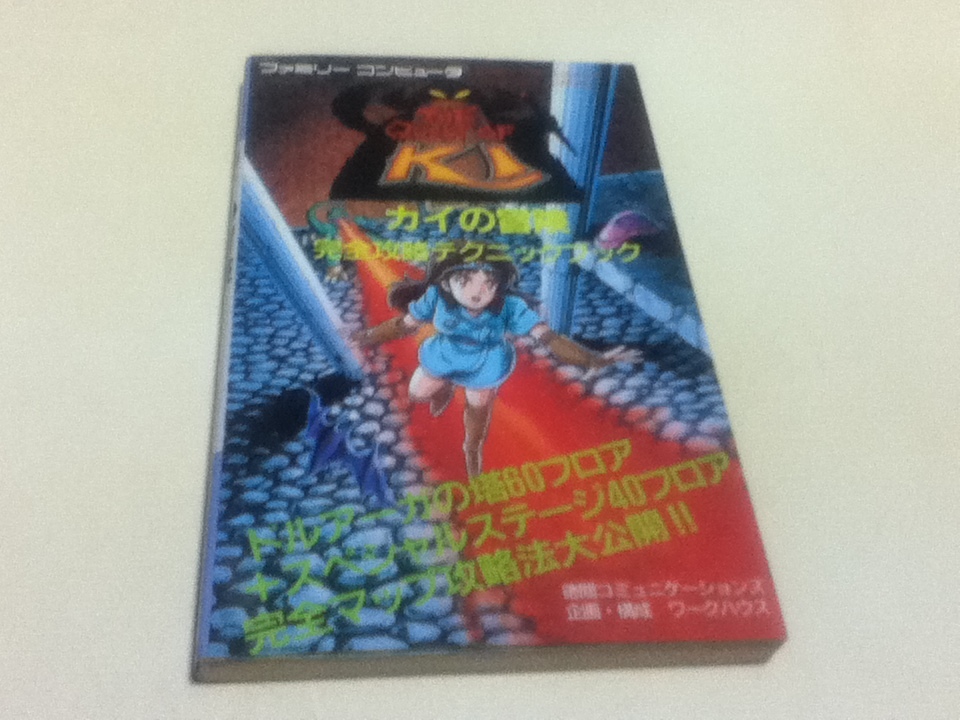 ファミリーコンピュータ
KI
カイの冒険
完全攻略テクニックブック
ドルアーガの塔60フロア
+スペシャルステージ40フロア
完全マップ攻略法大公開!!
徳間コミュニケーションズ
企画・構成 ワークハウス